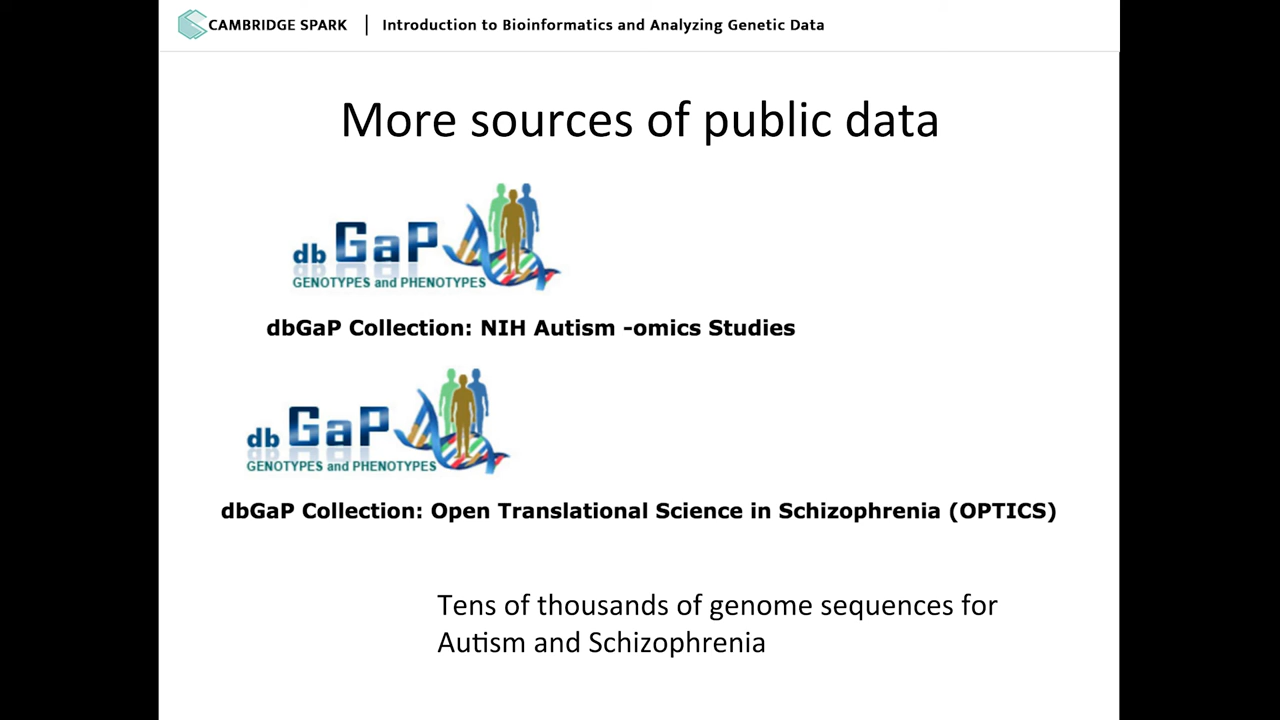 CAMBRIDGE SPARK | Introduction to Bioinformatics and Analyzing Genetic Data
More sources of public data
db GaP
GENOTYPES and PHENOTYPES
dbGaP Collection: NIH Autism -omics Studies
db GaP
GENOTYPES and PHENOTYPES
dbGaP Collection: Open Translational Science in Schizophrenia (OPTICS)
Tens of thousands of genome sequences for
Autism and Schizophrenia